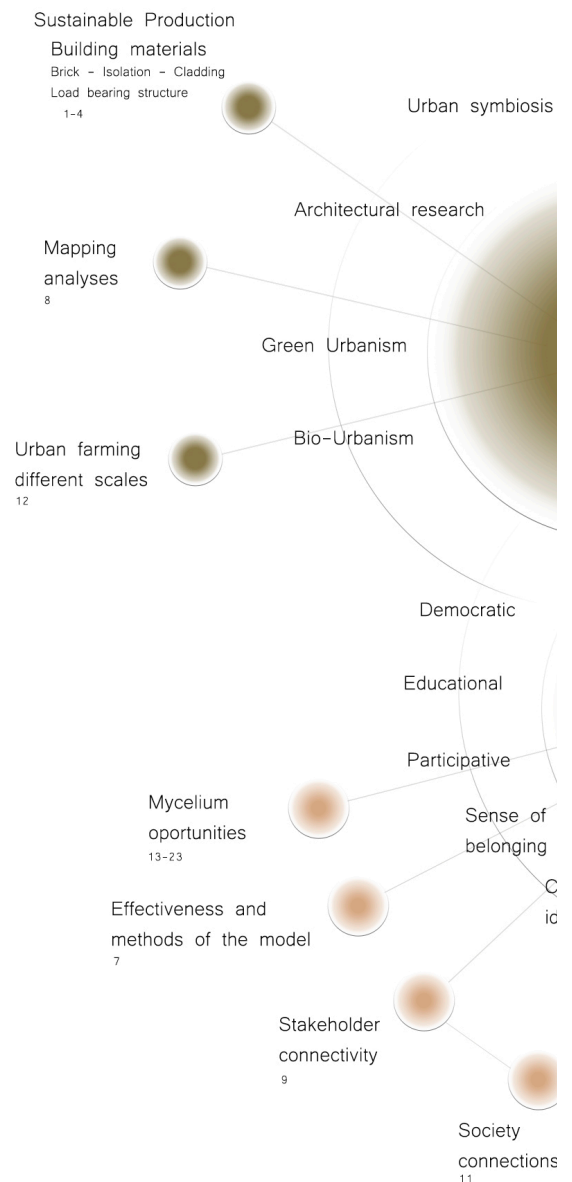 Sustainable Production
Building materials
Brick - Isolation - Cladding
Load bearing structure
1-4
Urban symbiosis
Architectural research
Mapping
analyses
8
Green Urbanism
Bio-Urbanism
Urban farming
different scales
12
Democratic
Educational
Participative
Mycelium
oportunities
13-23
Sense of
belonging
Effectiveness and
methods of the model
7
Stakeholder
connectivity
9
Society
connections
11